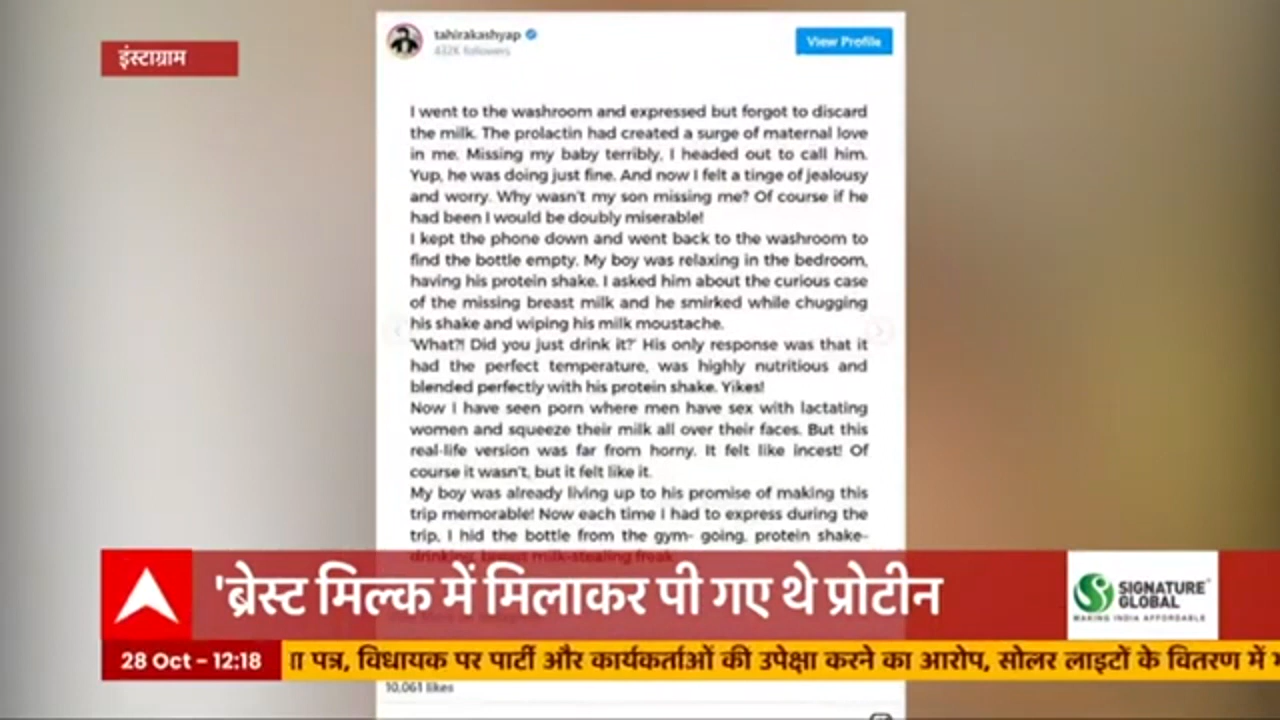 इंस्टाग्राम
tahirakashyap
432K followers
View Profile
I went to the washroom and expressed but forgot to discard
the milk. The prolactin had created a surge of maternal love
in me. Missing my baby terribly, I headed out to call him.
Yup, he was doing just fine. And now I felt a tinge of jealousy
and worry. Why wasn't my son missing me? Of course if he
had been I would be doubly miserable!
I kept the phone down and went back to the washroom to
find the bottle empty. My boy was relaxing in the bedroom,
having his protein shake. I asked him about the curious case
of the missing breast milk and he smirked while chugging
his shake and wiping his milk moustache.
'What?! Did you just drink it?' His only response was that it
had the perfect temperature, was highly nutritious and
blended perfectly with his protein shake. Yikes!
Now I have seen porn where men have sex with lactating
women and squeeze their milk all over their faces. But this
real-life version was far from horny. It felt like incest! Of
course it wasn't, but it felt like it.
My boy was already living up to his promise of making this
trip memorable! Now each time I had to express during the
trip, I hid the bottle from the gym- going, protein shake-
drinking, breast milk-stealing freak.
'ब्रेस्ट मिल्क में मिलाकर पी गए थे प्रोटीन
SIGNATURE
GLOBAL
MAKING INDIA AFFORDABLE
28 Oct - 12:18
ा पत्र, विधायक पर पार्टी और कार्यकर्ताओं की उपेक्षा करने का आरोप, सोलर लाइटों के वितरण में
10,061 likes